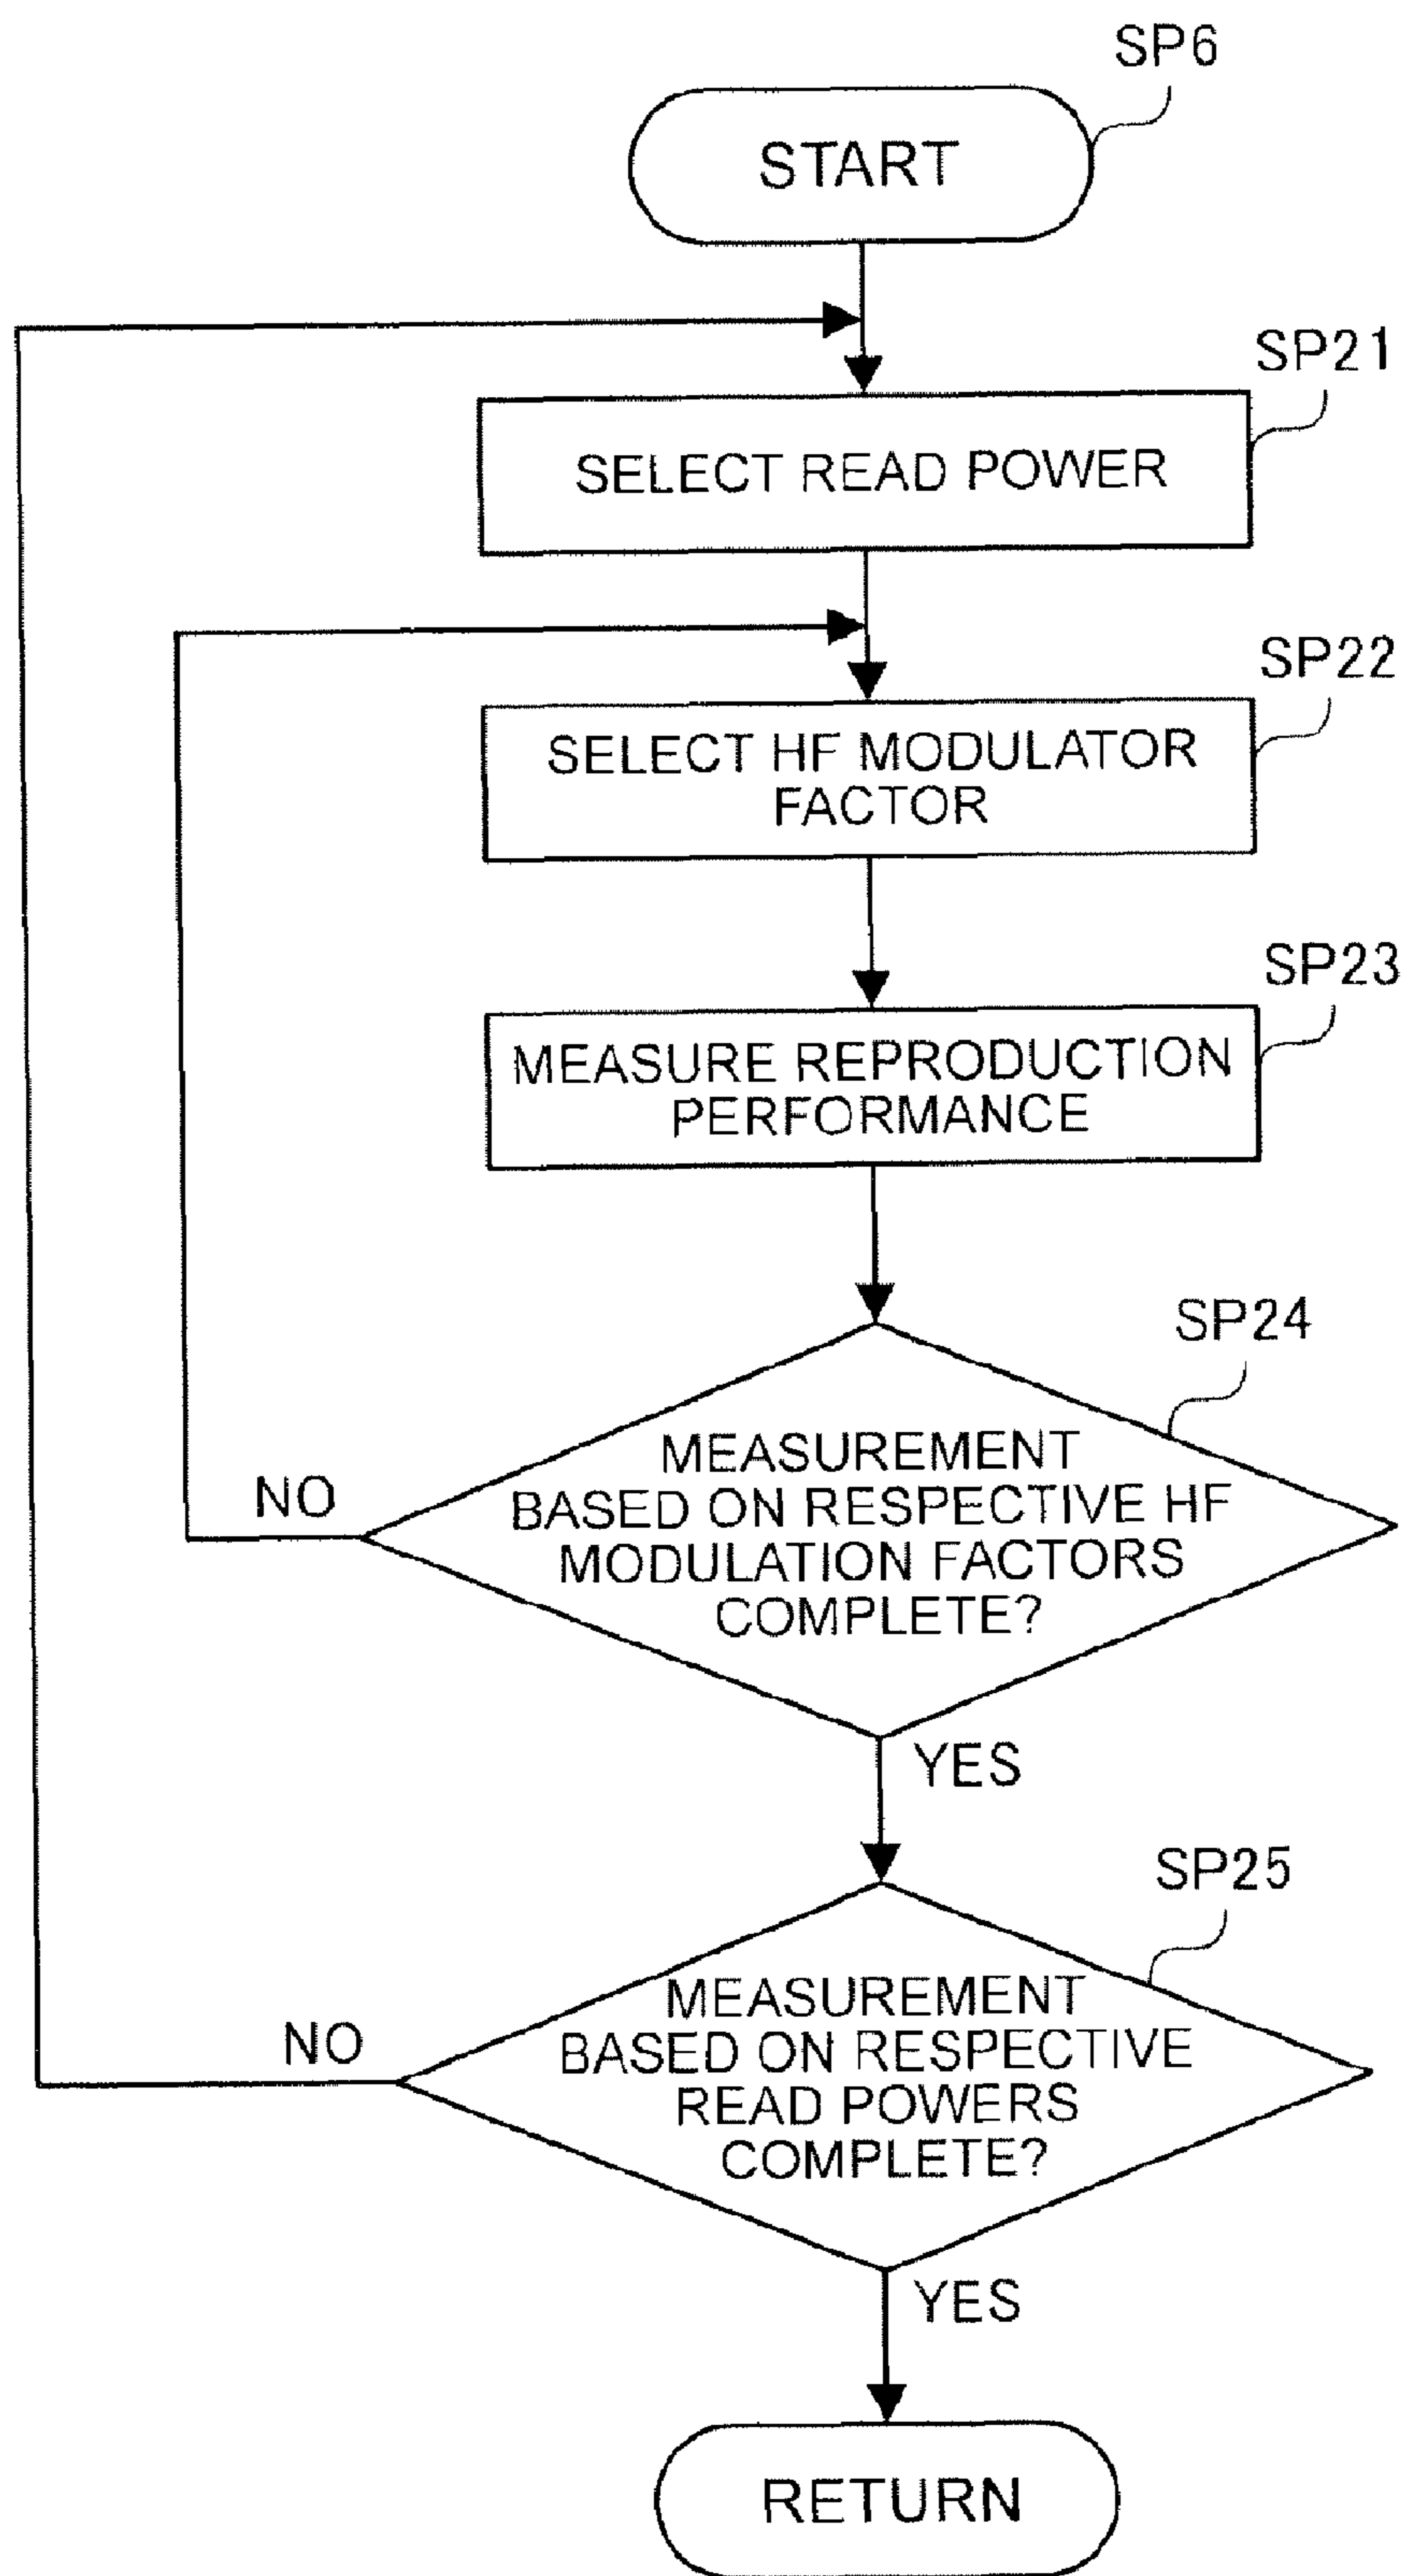 SP6
START
SP21
SELECT READ POWER
SP22
SELECT HF MODULATOR
FACTOR
SP23
MEASURE REPRODUCTION
PERFORMANCE
SP24
MEASUREMENT
BASED ON RESPECTIVE HF
MODULATION FACTORS
COMPLETE?
NO
YES
SP25
MEASUREMENT
BASED ON RESPECTIVE
READ POWERS
COMPLETE?
NO
YES
RETURN